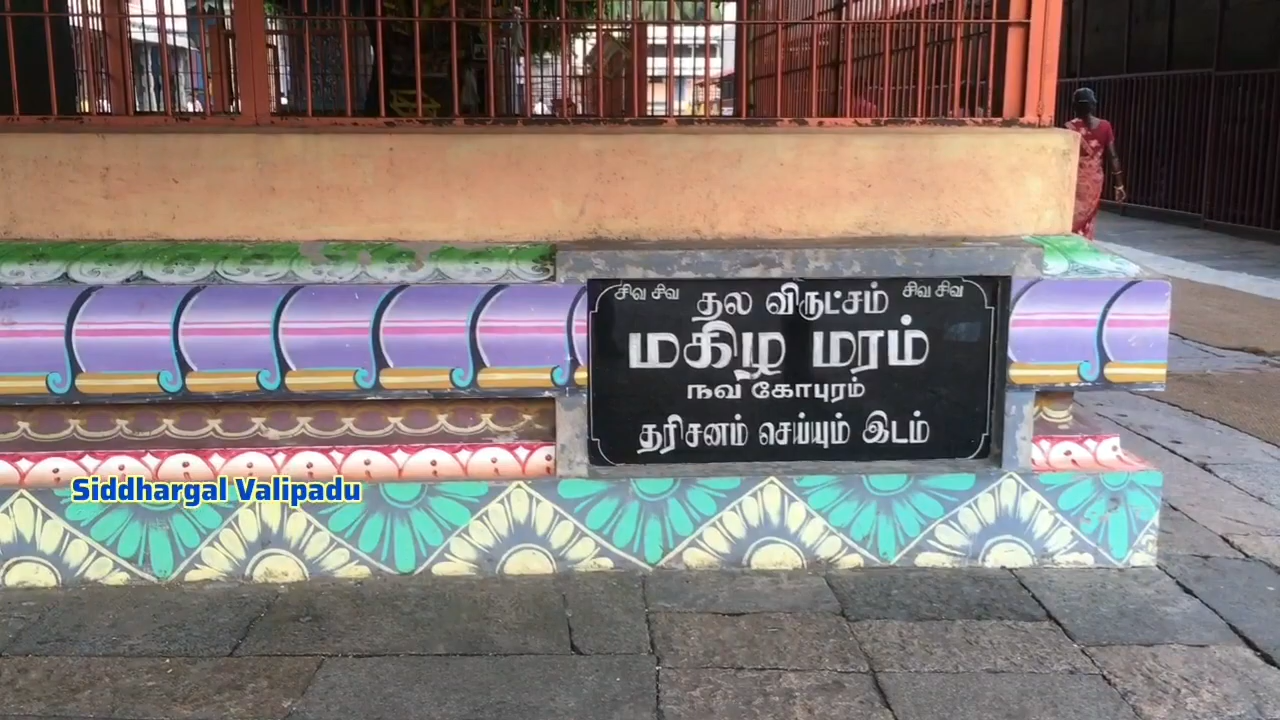 சிவ சிவ தல விருட்சம் சிவ சிவ
மகிழ மரம்
நவ கோபுரம்
தரிசனம் செய்யும் இடம்
Siddhargal Valipadu